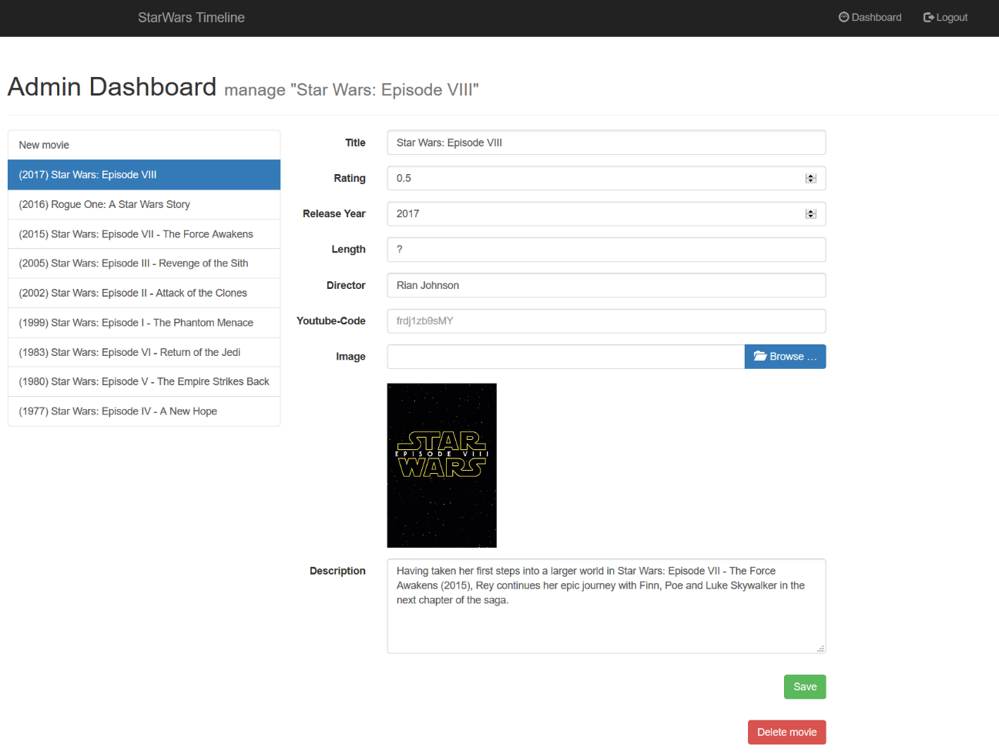 StarWars Timeline
Dashboard
Logout
Admin Dashboard manage "Star Wars: Episode VIII"
New movie
(2017) Star Wars: Episode VIII
(2016) Rogue One: A Star Wars Story
(2015) Star Wars: Episode VII - The Force Awakens
(2005) Star Wars: Episode III - Revenge of the Sith
(2002) Star Wars: Episode II - Attack of the Clones
(1999) Star Wars: Episode I - The Phantom Menace
(1983) Star Wars: Episode VI - Return of the Jedi
(1980) Star Wars: Episode V - The Empire Strikes Back
(1977) Star Wars: Episode IV - A New Hope
Title Star Wars: Episode VIII
Rating 0.5
Release Year 2017
Length ?
Director Rian Johnson
Youtube-Code frdj1zb9sMY
Image Browse ...
STAR
EPISODE VIII
WARS
Description
Having taken her first steps into a larger world in Star Wars: Episode VII - The Force
Awakens (2015), Rey continues her epic journey with Finn, Poe and Luke Skywalker in the
next chapter of the saga.
Save
Delete movie